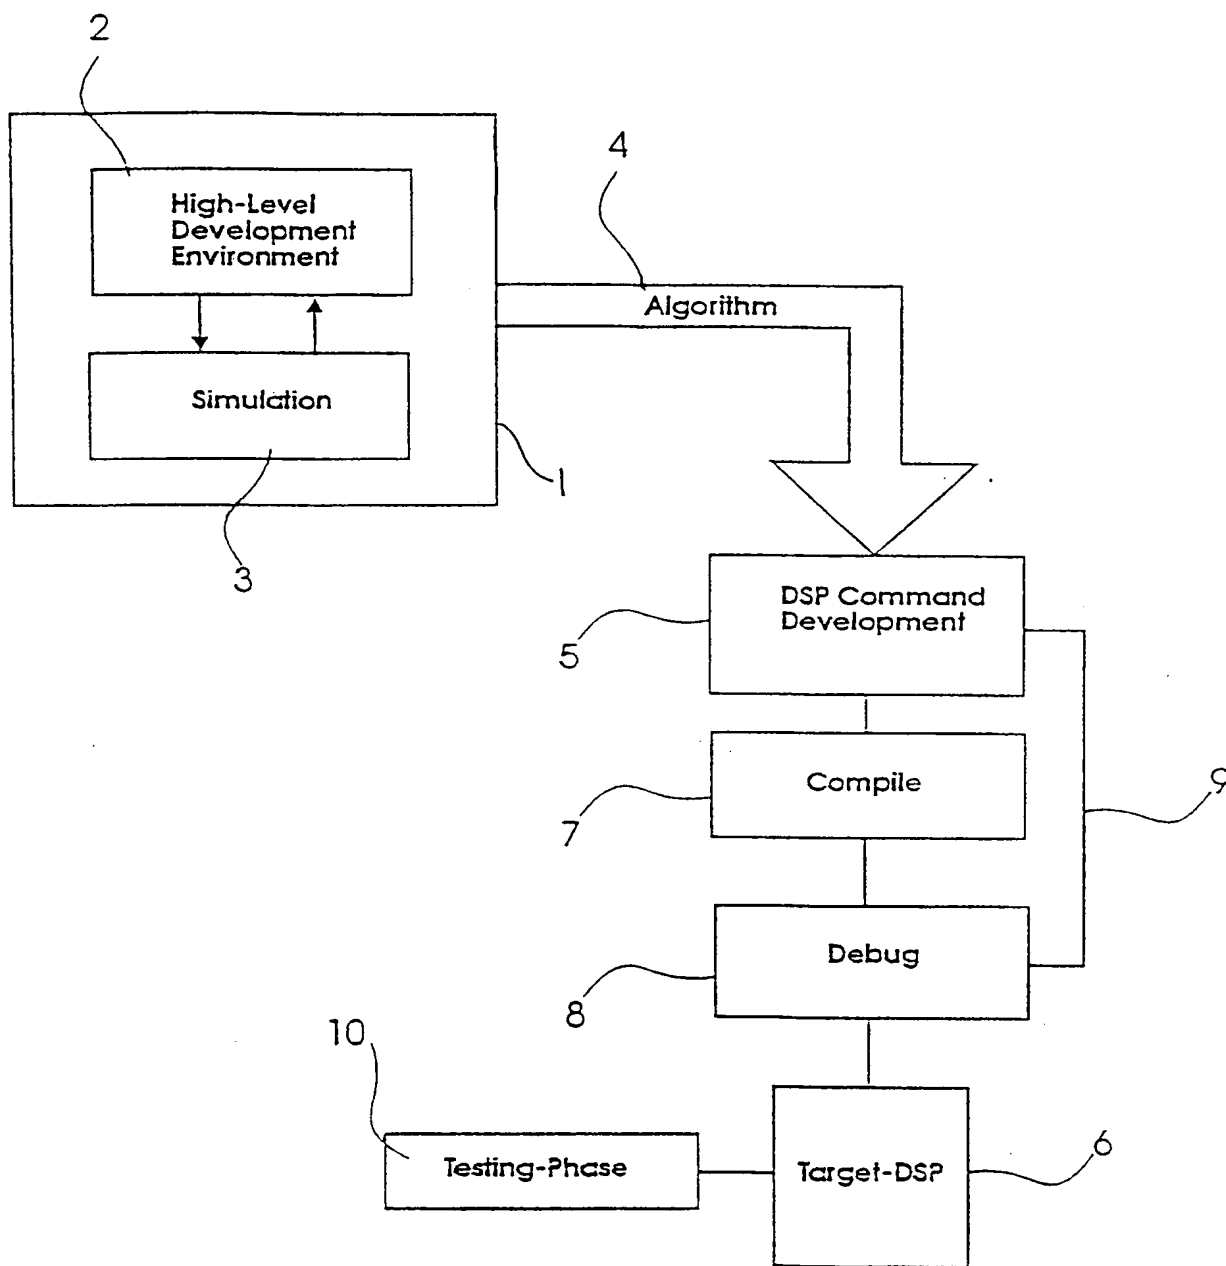 2
High-Level
Development
Environment
Simulation
3
1
4
Algorithm
DSP Command
Development
5
Compile
7
9
Debug
8
10
Testing-Phase
Target-DSP
6